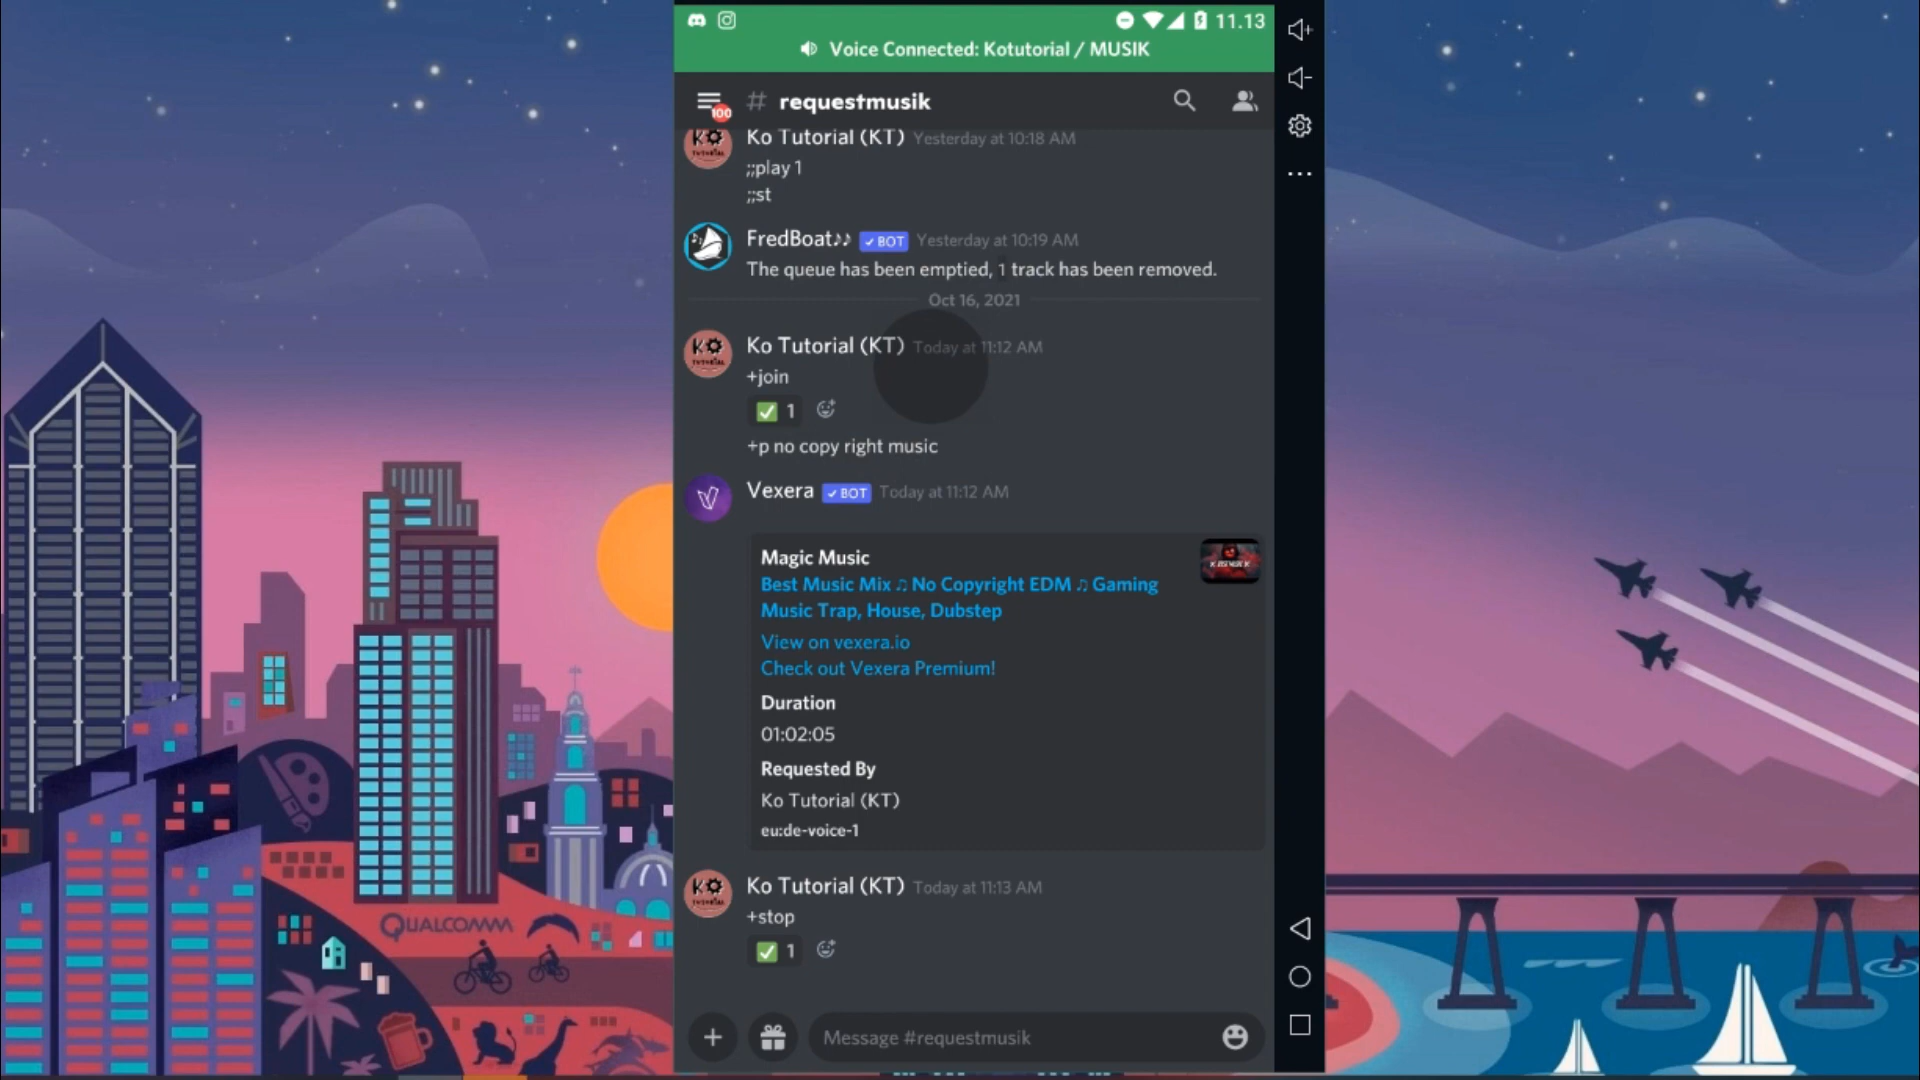 11.13
Voice Connected: Kotutorial / MUSIK
100
# requestmusik
Ko Tutorial (KT) Yesterday at 10:18 AM
;;play 1
;;st
FredBoat♪♪ ✓ BOT Yesterday at 10:19 AM
The queue has been emptied, 1 track has been removed.
Oct 16, 2021
KO TUTORIAL
Ko Tutorial (KT) Today at 11:12 AM
+join
✅ 1
+p no copy right music
Vexera ✓ BOT Today at 11:12 AM
Magic Music
Best Music Mix ♫ No Copyright EDM ♫ Gaming
Music Trap, House, Dubstep
View on vexera.io
Check out Vexera Premium!
Duration
01:02:05
Requested By
Ko Tutorial (KT)
eu:de-voice-1
KO TUTORIAL
Ko Tutorial (KT) Today at 11:13 AM
+stop
✅ 1
Message #requestmusik
QUALCOMM